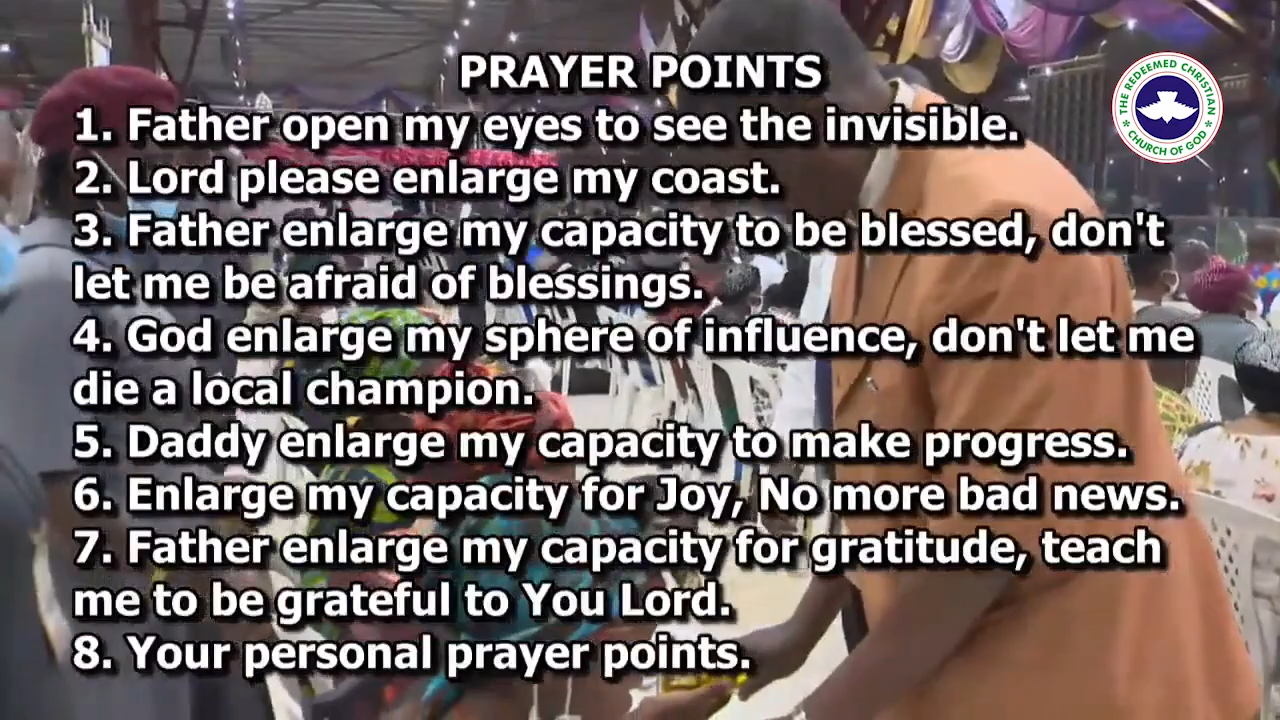 PRAYER POINTS
1. Father open my eyes to see the invisible.
2. Lord please enlarge my coast.
3. Father enlarge my capacity to be blessed, don't
let me be afraid of blessings.
4. God enlarge my sphere of influence, don't let me
die a local champion.
5. Daddy enlarge my capacity to make progress.
6. Enlarge my capacity for Joy, No more bad news.
7. Father enlarge my capacity for gratitude, teach
me to be grateful to You Lord.
8. Your personal prayer points.
THE REDEEMED CHRISTIAN
CHURCH OF GOD